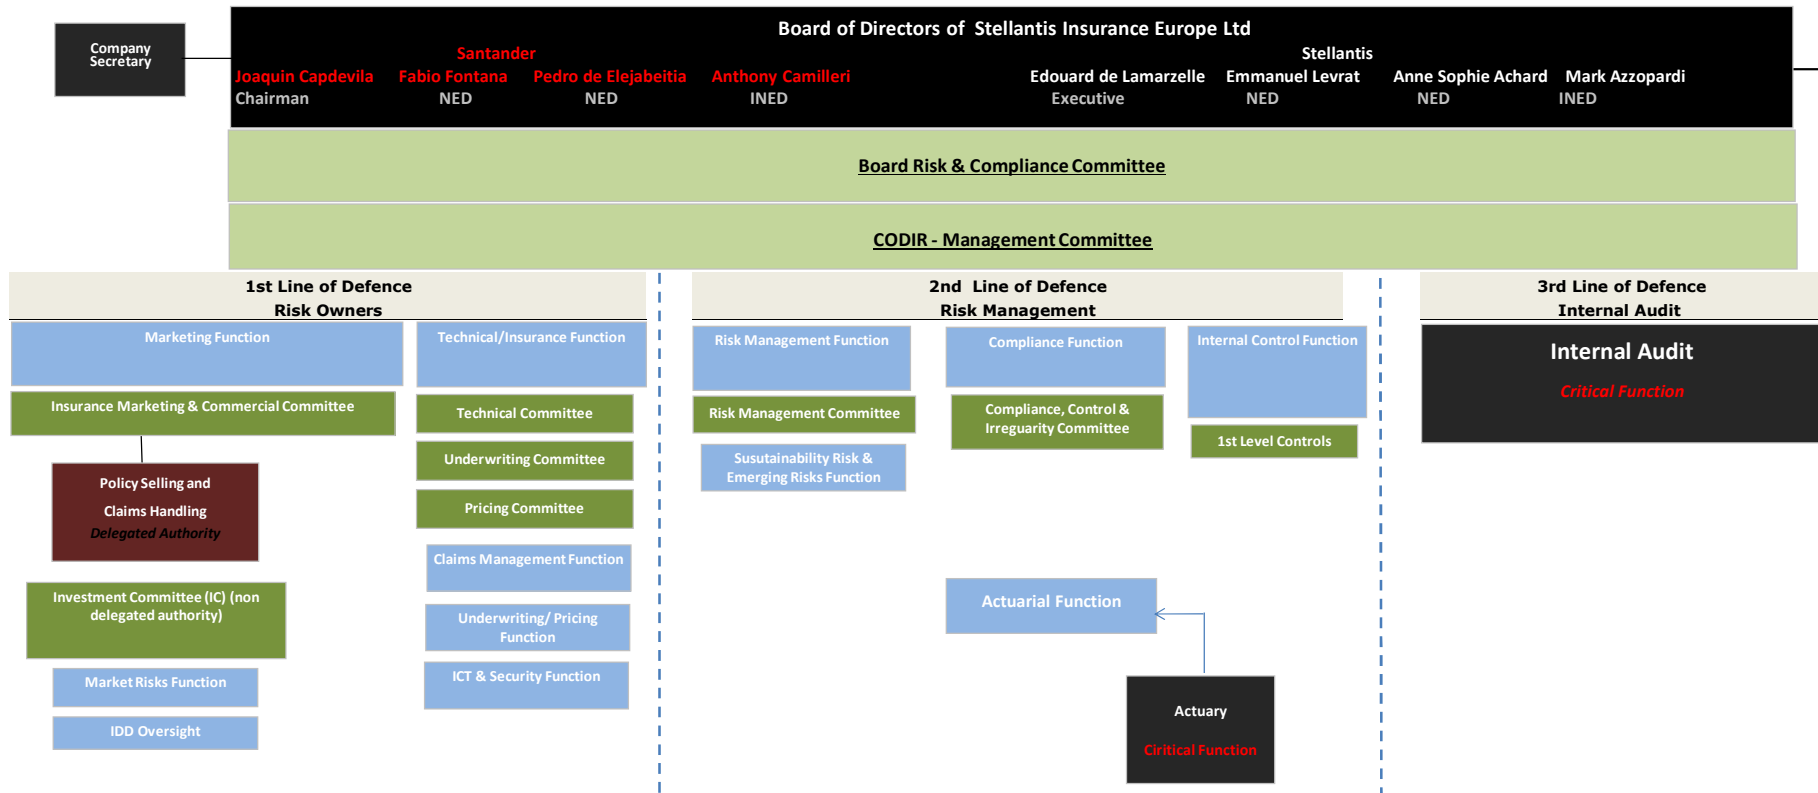 Company
Secretary
Board of Directors of Stellantis Insurance Europe Ltd
Santander
Stellantis
Joaquin Capdevila Fabio Fontana Pedro de Elejabeitia Anthony Camilleri Edouard de Lamarzelle Emmanuel Levrat Anne Sophie Achard Mark Azzopardi
Chairman NED NED INED Executive NED NED INED
Board Risk & Compliance Committee
CODIR - Management Committee
1st Line of Defence
Risk Owners
Marketing Function
Insurance Marketing & Commercial Committee
Policy Selling and
Claims Handling
Delegated Authority
Investment Committee (IC) (non
delegated authority)
Market Risks Function
IDD Oversight
Technical/Insurance Function
Technical Committee
Underwriting Committee
Pricing Committee
Claims Management Function
Underwriting/ Pricing
Function
ICT & Security Function
2nd Line of Defence
Risk Management
Risk Management Function
Risk Management Committee
Susutainability Risk &
Emerging Risks Function
Compliance Function
Compliance, Control &
Irreguarity Committee
Internal Control Function
1st Level Controls
Actuarial Function
Actuary
Ciritical Function
3rd Line of Defence
Internal Audit
Internal Audit
Critical Function